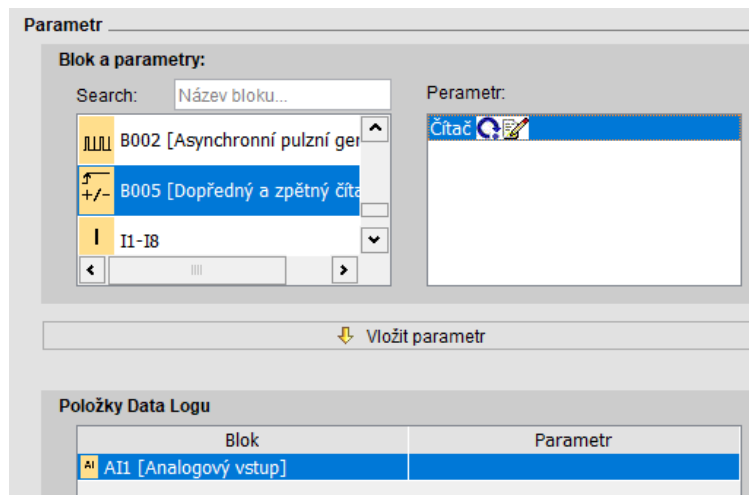 Parametr
Blok a parametry:
Search: Název bloku...
Perametr:
Čítač
B002 [Asynchronní pulzní ger
+/- B005 [Dopředný a zpětný číta
I I1-I8
Vložit parametr
Položky Data Logu
Blok Parametr
AI AI1 [Analogový vstup]